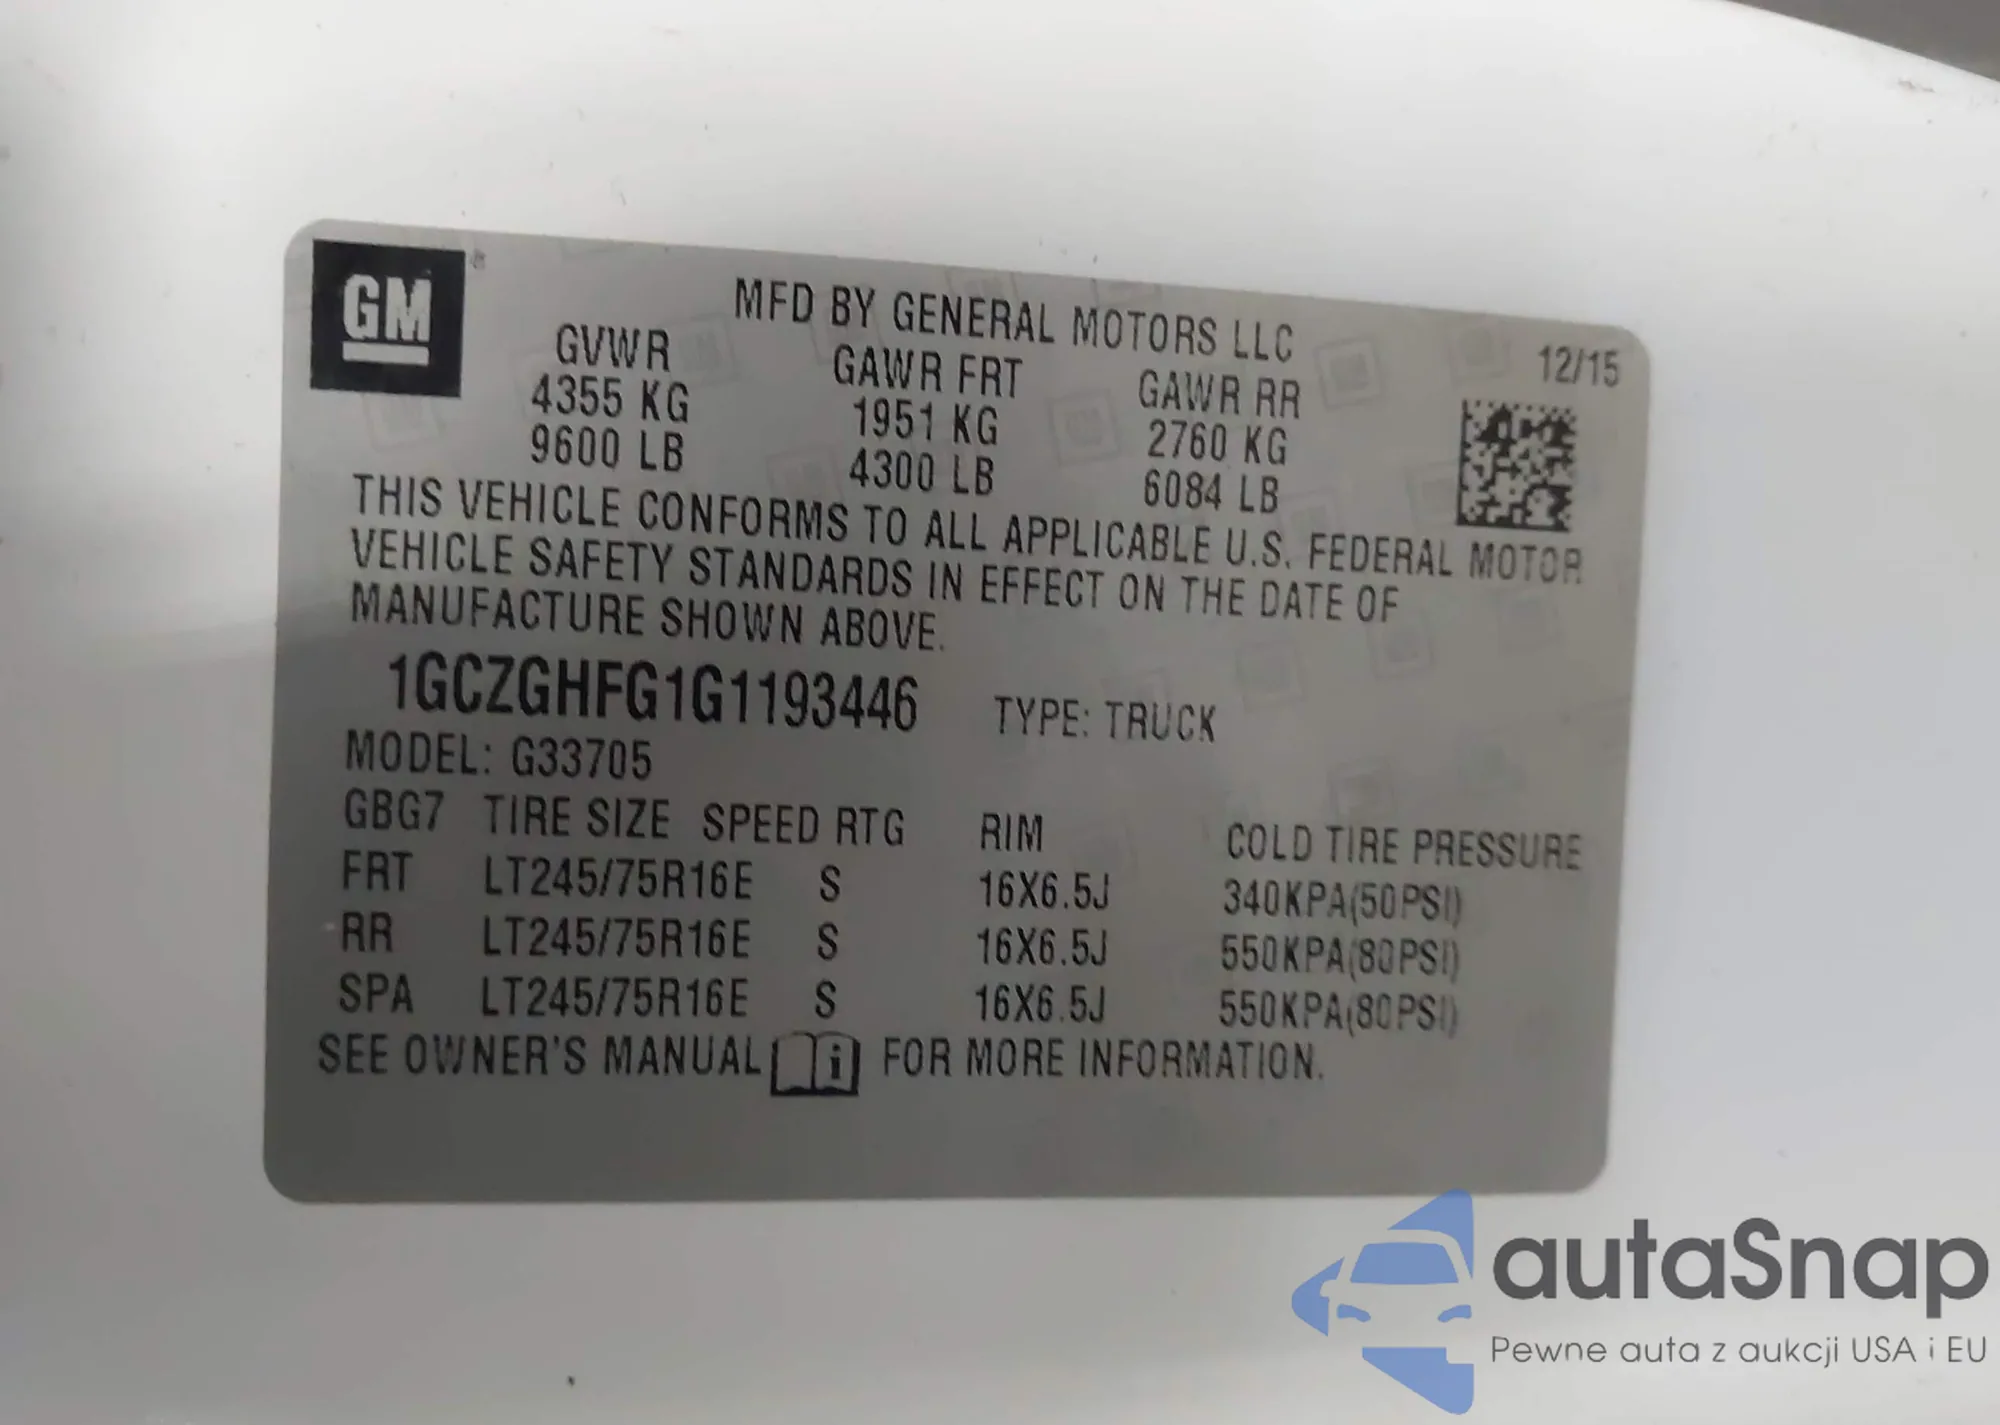 GM
MFD BY GENERAL MOTORS LLC
12/15
GVWR GAWR FRT GAWR RR
4355 KG 1951 KG 2760 KG
9600 LB 4300 LB 6084 LB
THIS VEHICLE CONFORMS TO ALL APPLICABLE U.S. FEDERAL MOTOR
VEHICLE SAFETY STANDARDS IN EFFECT ON THE DATE OF
MANUFACTURE SHOWN ABOVE.
1GCZGHFG1G1193446 TYPE: TRUCK
MODEL: G33705
GBG7 TIRE SIZE SPEED RTG RIM COLD TIRE PRESSURE
FRT LT245/75R16E S 16X6.5J 340KPA(50PSI)
RR LT245/75R16E S 16X6.5J 550KPA(80PSI)
SPA LT245/75R16E S 16X6.5J 550KPA(80PSI)
SEE OWNER'S MANUAL i FOR MORE INFORMATION.
autaSnap
Pewne auta z aukcji USA i EU